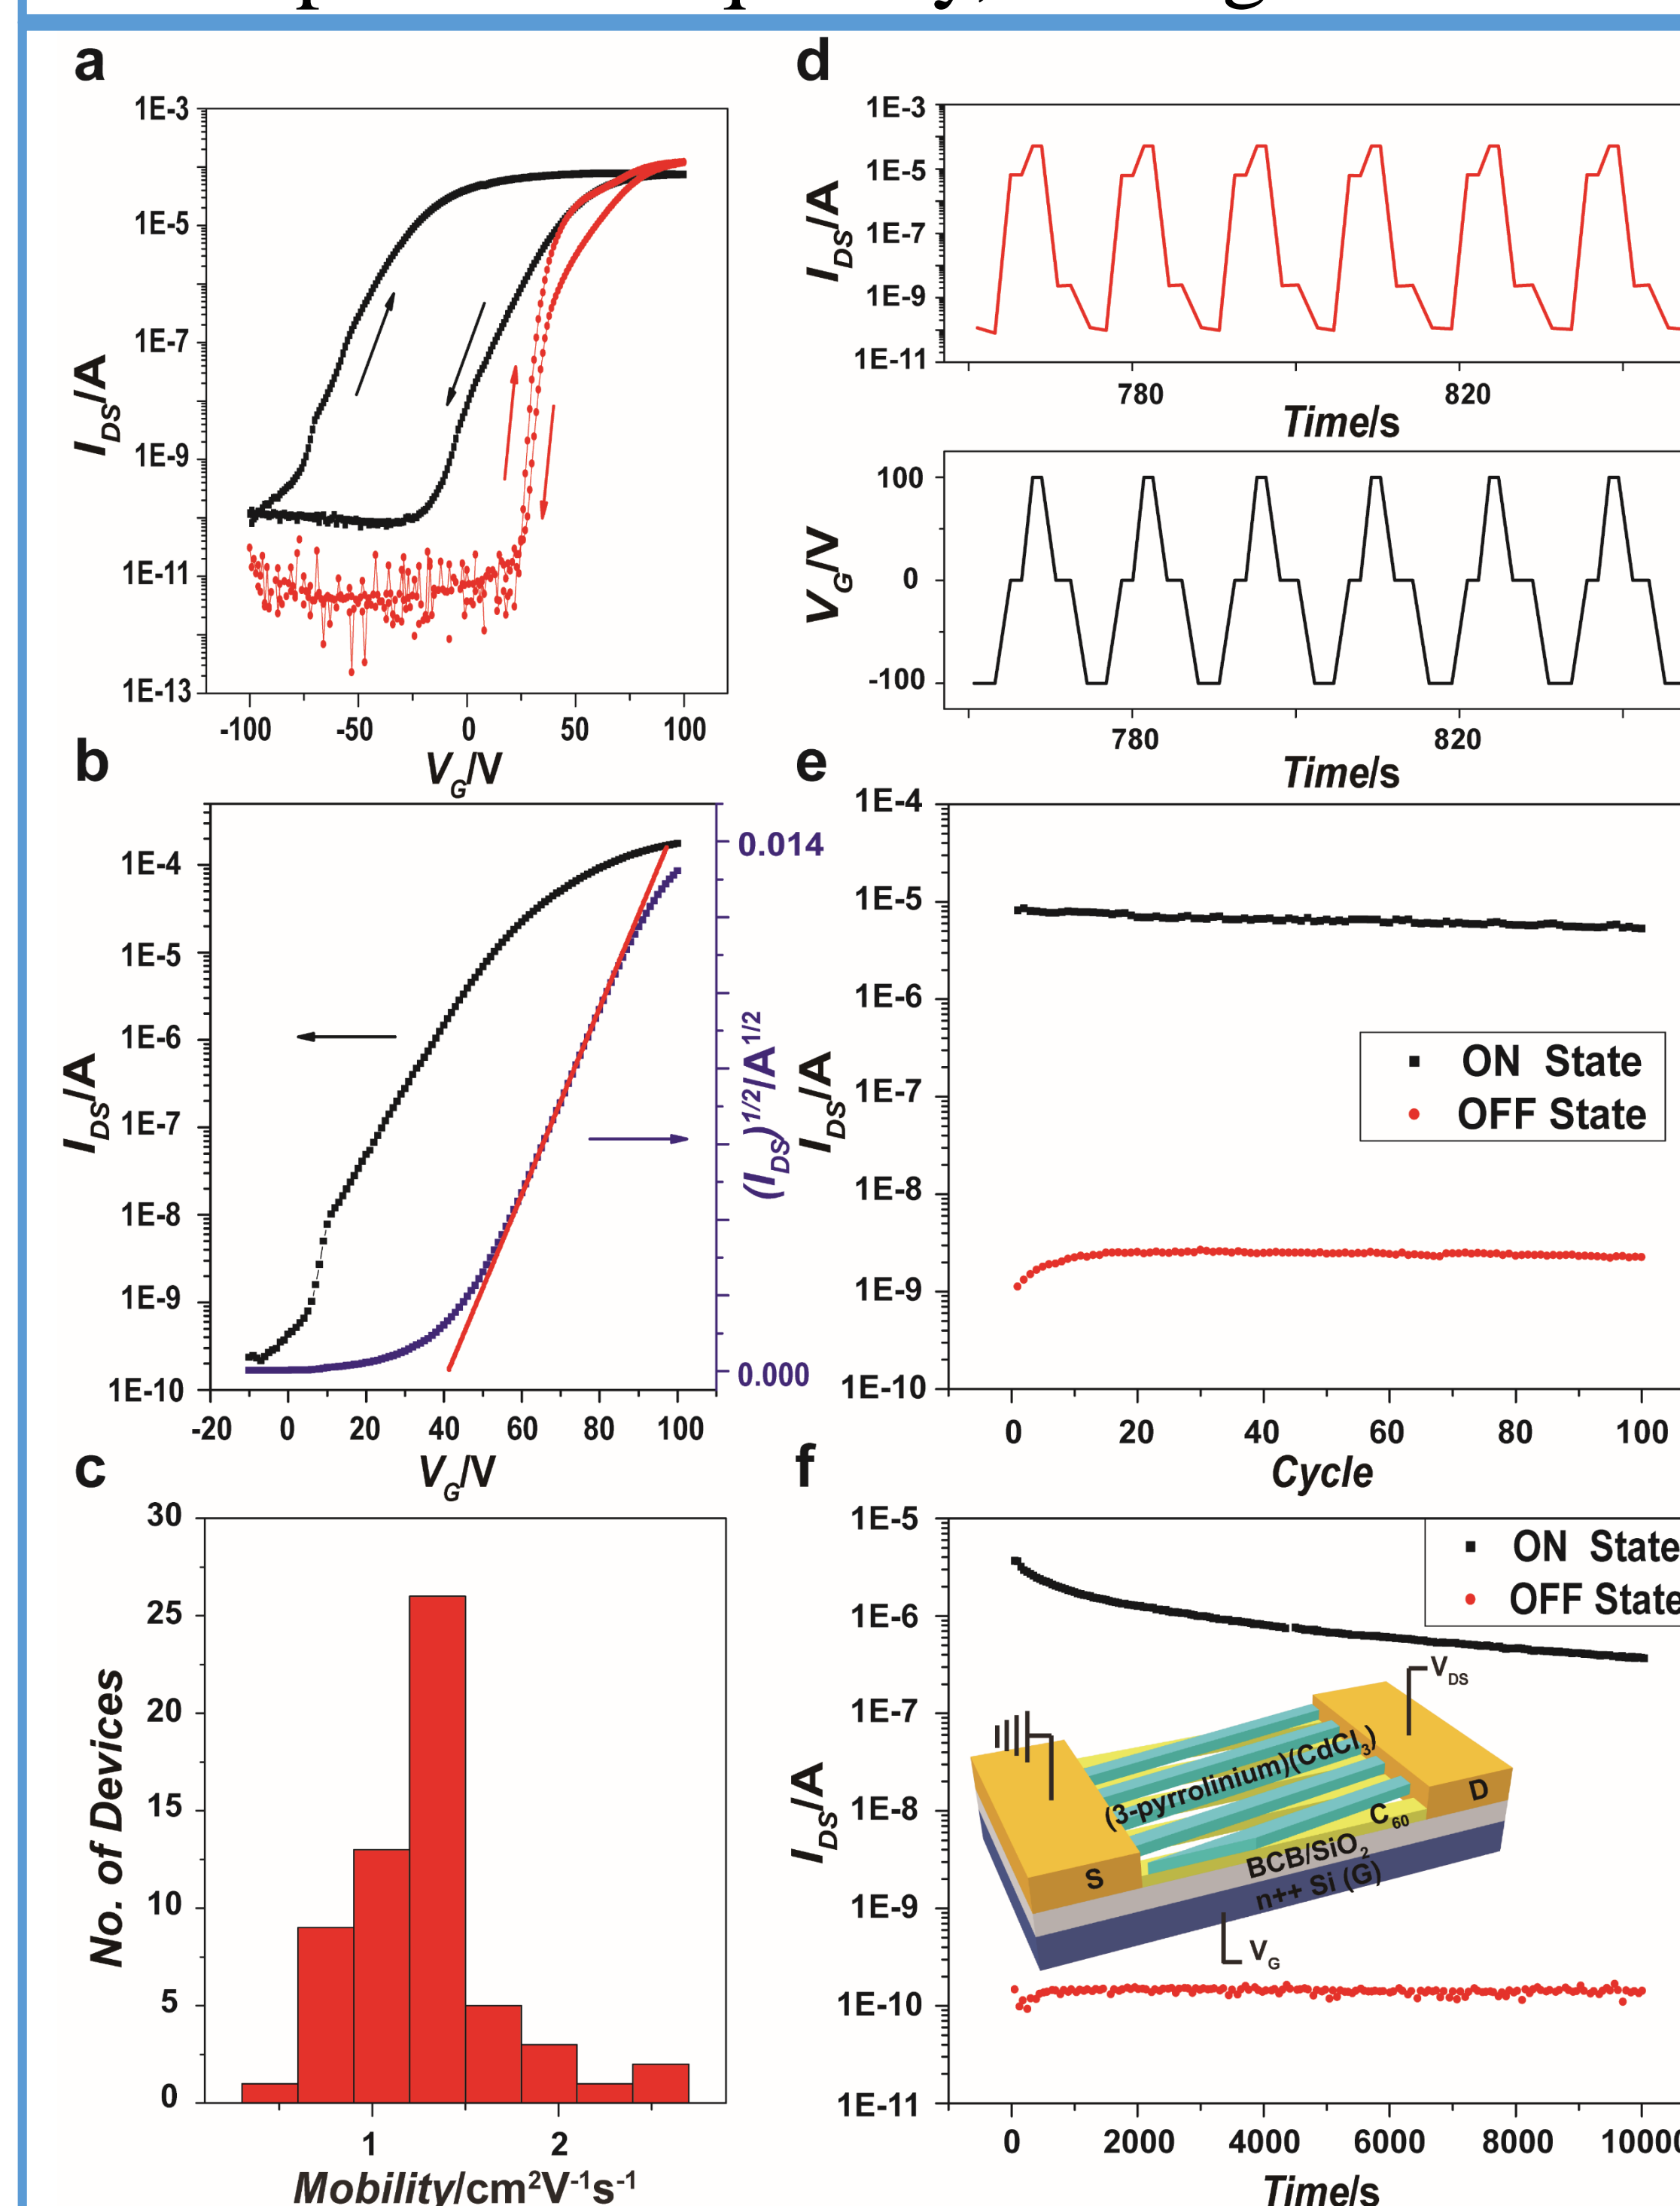 a
1E-3
1E-5
1E-7
1E-9
1E-11
1E-13
I_DS/A
-100 -50 0 50 100
V_G/V
b
1E-4
1E-5
1E-6
1E-7
1E-8
1E-9
1E-10
I_DS/A
0.014
0.000
(I_DS)^1/2/A^1/2
-20 0 20 40 60 80 100
V_G/V
c
30
25
20
15
10
5
0
No. of Devices
1 2
Mobility/cm²V⁻¹s⁻¹
d
1E-3
1E-5
1E-7
1E-9
1E-11
I_DS/A
780 820
Time/s
100
0
-100
V_G/V
780 820
Time/s
e
1E-4
1E-5
1E-6
1E-7
1E-8
1E-9
1E-10
I_DS/A
ON State
OFF State
0 20 40 60 80 100
Cycle
f
1E-5
1E-6
1E-7
1E-8
1E-9
1E-10
1E-11
I_DS/A
ON State
OFF State
V_DS
(3-pyrrolinium)(CdCl₃)
D
C₆₀
S
BCB/SiO₂
n++ Si (G)
V_G
0 2000 4000 6000 8000 10000
Time/s